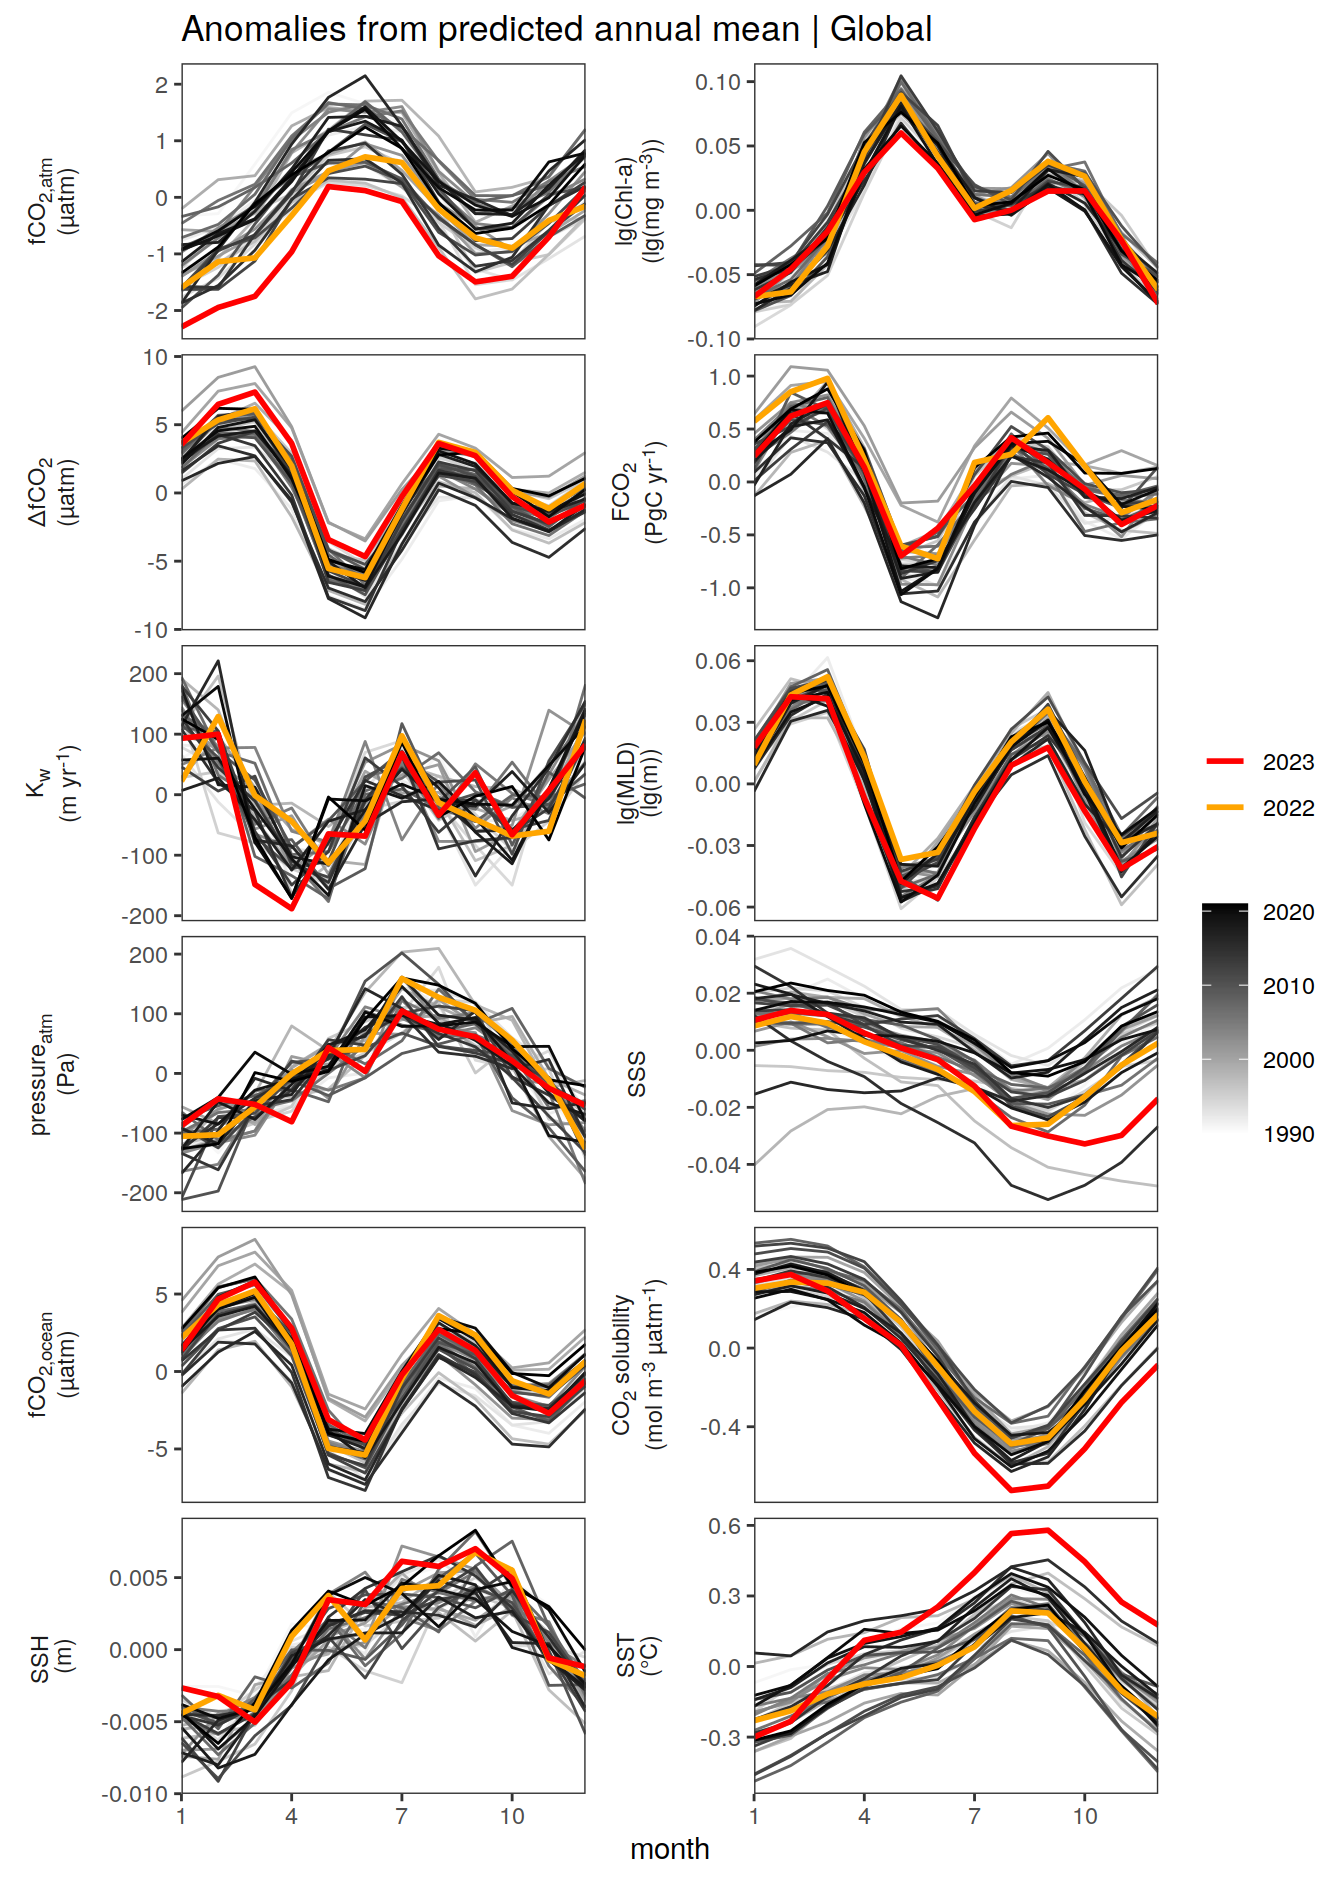 Anomalies from predicted annual mean | Global
fCO2,atm
(µatm)
2
1
0
-1
-2
lg(Chl-a)
(lg(mg m-3))
0.10
0.05
0.00
-0.05
-0.10
ΔfCO2
(µatm)
10
5
0
-5
-10
FCO2
(PgC yr-1)
1.0
0.5
0.0
-0.5
-1.0
Kw
(m yr-1)
200
100
0
-100
-200
lg(MLD)
(lg(m))
0.06
0.03
0.00
-0.03
-0.06
pressureatm
(Pa)
200
100
0
-100
-200
SSS
0.04
0.02
0.00
-0.02
-0.04
fCO2,ocean
(µatm)
5
0
-5
CO2 solubility
(mol m-3 µatm-1)
0.4
0.0
-0.4
SSH
(m)
0.005
0.000
-0.005
-0.010
SST
(°C)
0.6
0.3
0.0
-0.3
1 4 7 10
1 4 7 10
month
2023
2022
2020
2010
2000
1990